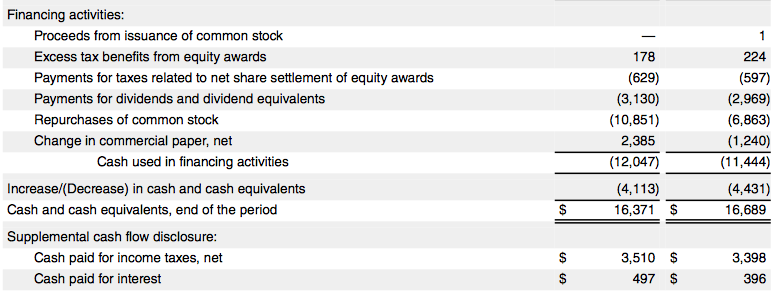 Financing activities:
Proceeds from issuance of common stock — 1
Excess tax benefits from equity awards 178 224
Payments for taxes related to net share settlement of equity awards (629) (597)
Payments for dividends and dividend equivalents (3,130) (2,969)
Repurchases of common stock (10,851) (6,863)
Change in commercial paper, net 2,385 (1,240)
Cash used in financing activities (12,047) (11,444)
Increase/(Decrease) in cash and cash equivalents (4,113) (4,431)
Cash and cash equivalents, end of the period $ 16,371 $ 16,689
Supplemental cash flow disclosure:
Cash paid for income taxes, net $ 3,510 $ 3,398
Cash paid for interest $ 497 $ 396